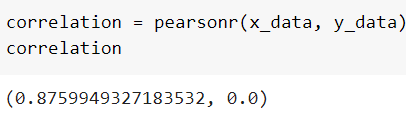 correlation = pearsonr(x_data, y_data)
correlation
(0.8759949327183532, 0.0)